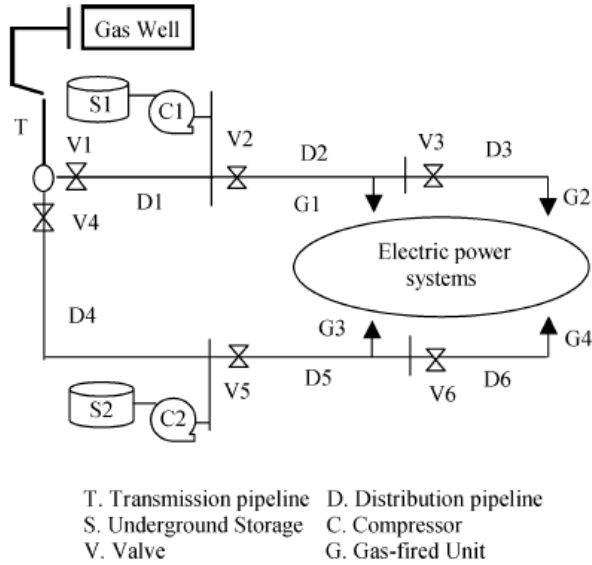 Gas Well
S1
C1
T
V1
V2
D2
V3
D3
D1
G1
G2
V4
Electric power
systems
D4
G3
G4
V5
D5
V6
D6
S2
C2
T. Transmission pipeline D. Distribution pipeline
S. Underground Storage C. Compressor
V. Valve G. Gas-fired Unit